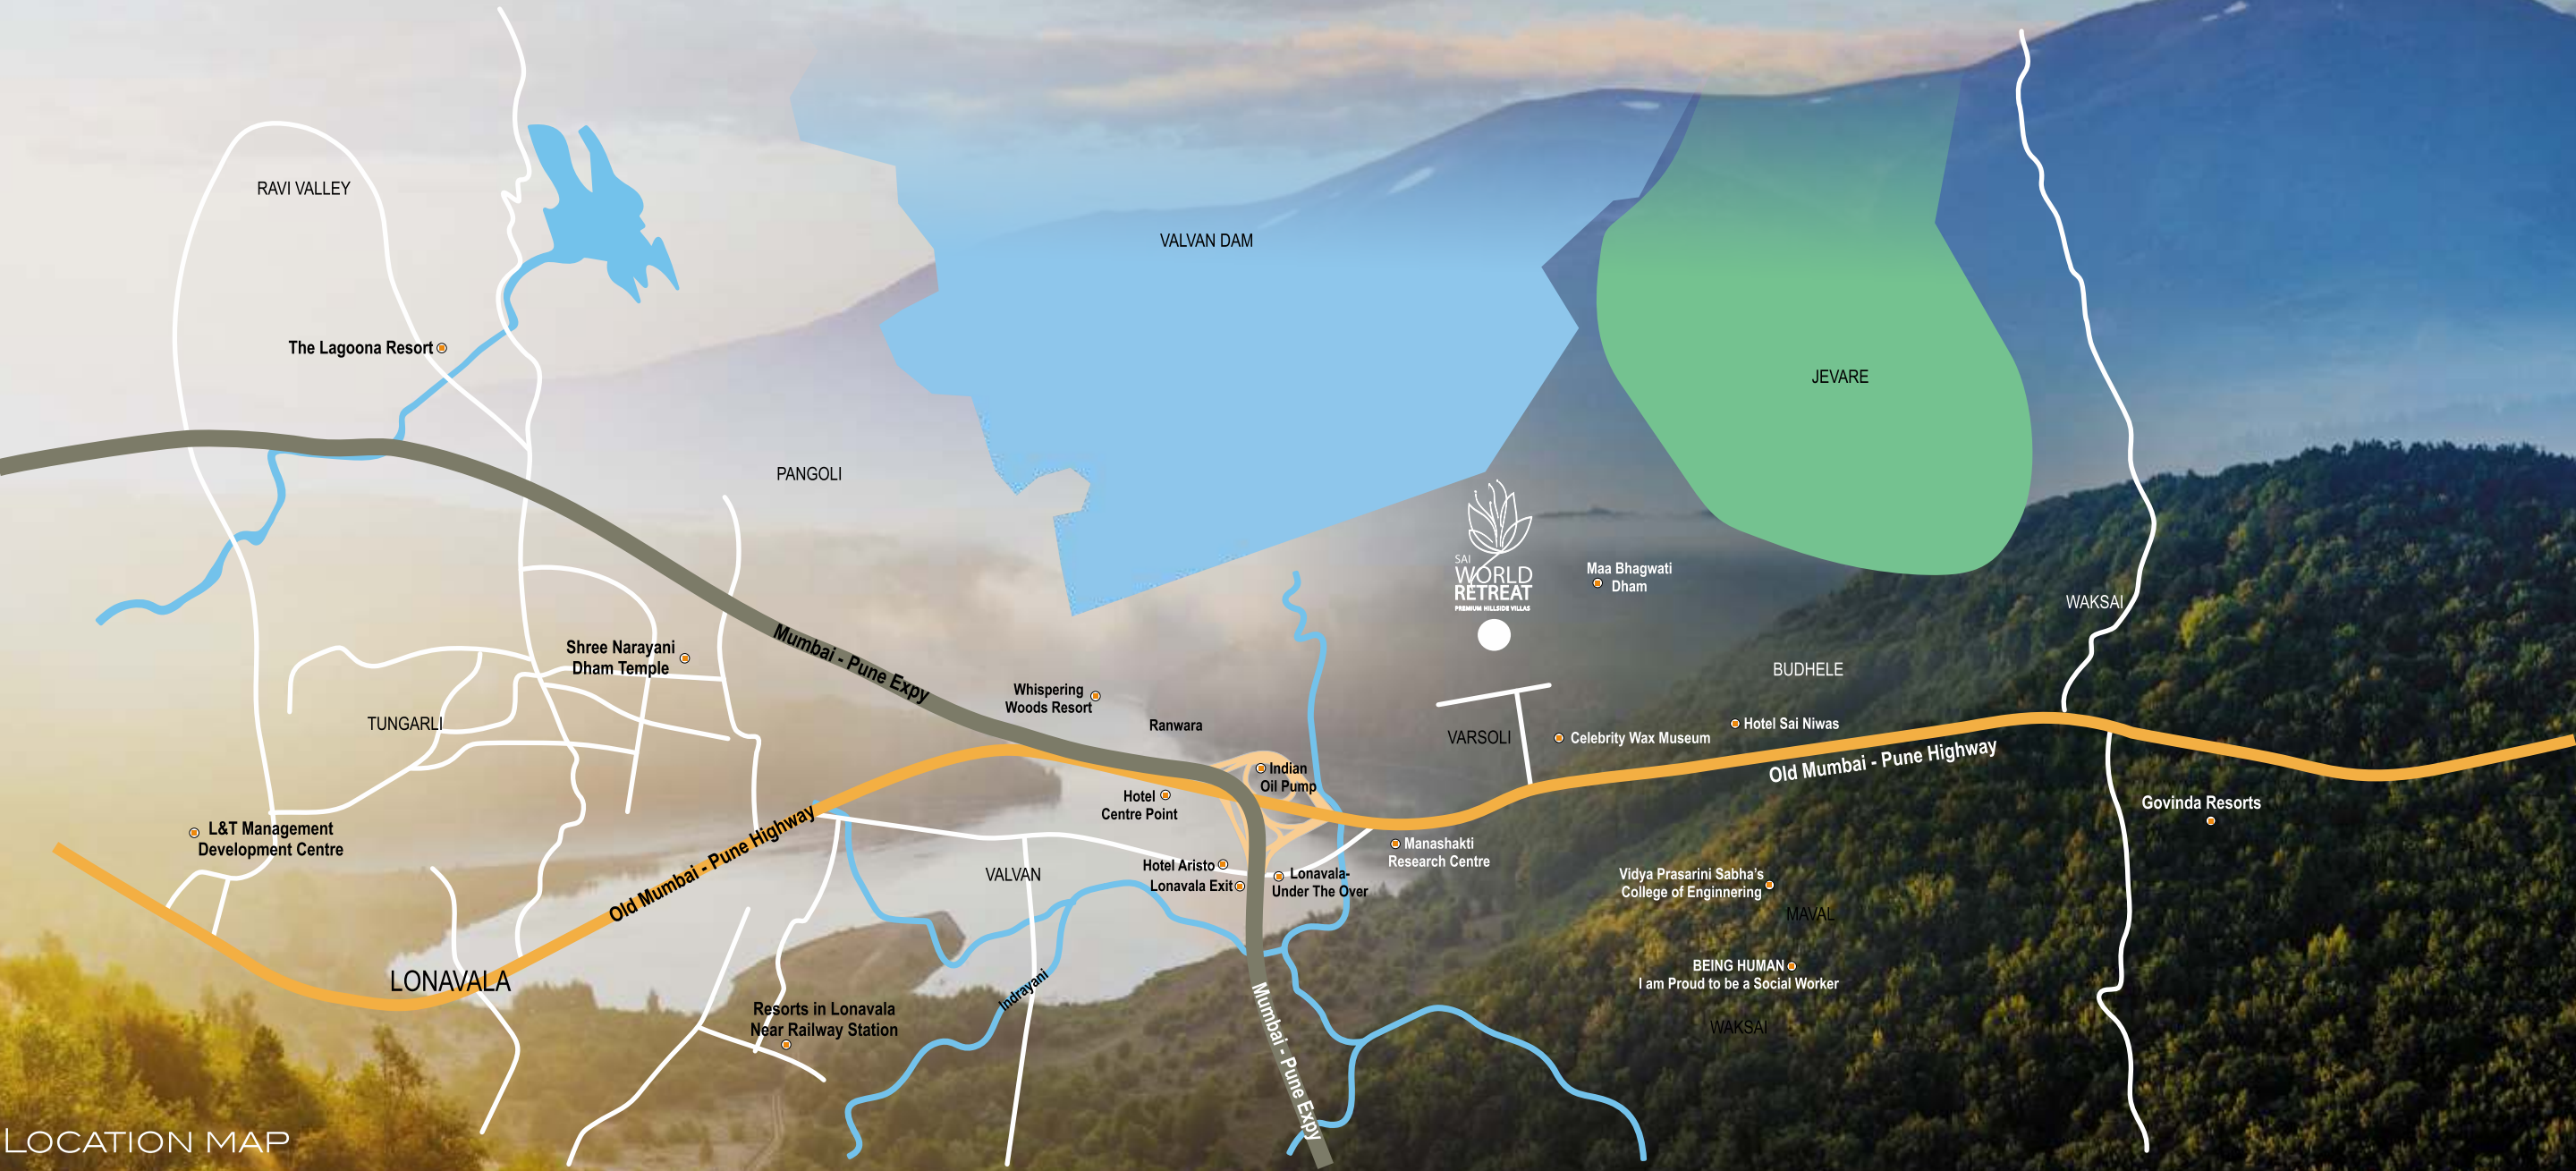 RAVI VALLEY
VALVAN DAM
The Lagoona Resort
JEVARE
PANGOLI
SAI
WORLD
RETREAT
PREMIUM HILLSIDE VILLAS
Maa Bhagwati
Dham
WAKSAI
Shree Narayani
Dham Temple
Mumbai - Pune Expy
BUDHELE
Whispering
Woods Resort
Ranwara
TUNGARLI
VARSOLI
Celebrity Wax Museum
Hotel Sai Niwas
Old Mumbai - Pune Highway
Indian
Oil Pump
Hotel
Centre Point
Govinda Resorts
L&T Management
Development Centre
Old Mumbai - Pune Highway
Manashakti
Research Centre
VALVAN
Hotel Aristo
Lonavala Exit
Lonavala-
Under The Over
Vidya Prasarini Sabha's
College of Enginnering
MAVAL
BEING HUMAN
I am Proud to be a Social Worker
LONAVALA
Indrayani
Resorts in Lonavala
Near Railway Station
WAKSAI
Mumbai - Pune Expy
LOCATION MAP